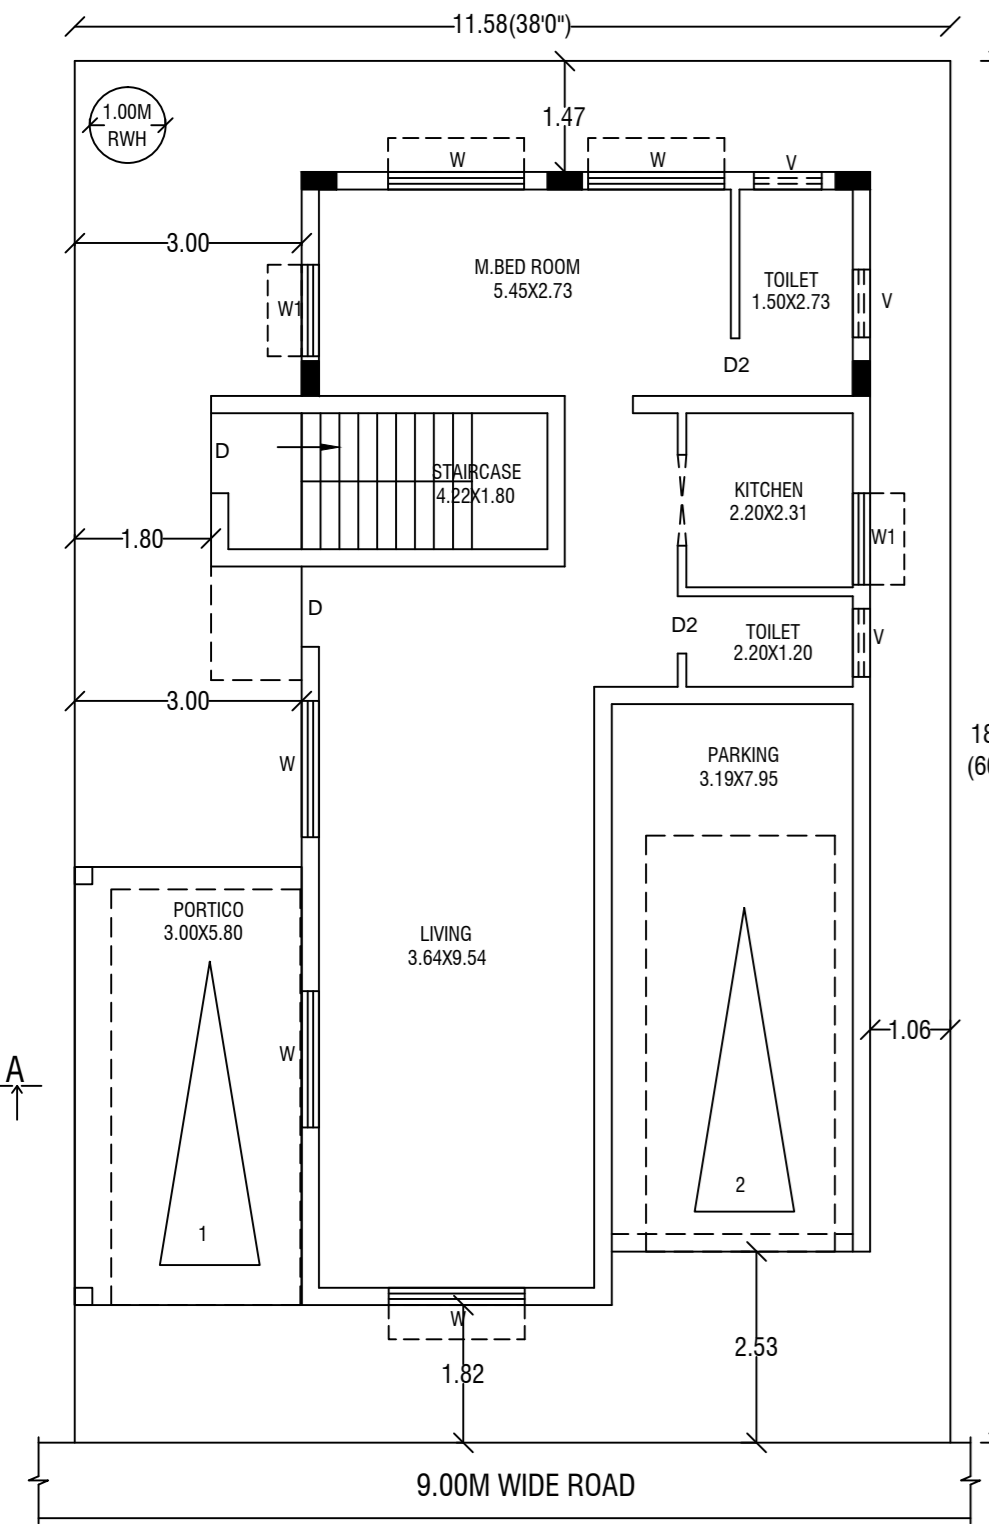 11.58(38'0")
1.00M
RWH
1.47
W
W
V
3.00
M.BED ROOM
5.45X2.73
TOILET
1.50X2.73
V
W1
D2
D
STAIRCASE
4.22X1.80
KITCHEN
2.20X2.31
W1
1.80
D
D2
TOILET
2.20X1.20
V
3.00
W
PARKING
3.19X7.95
PORTICO
3.00X5.80
LIVING
3.64X9.54
W
1.06
A
2
1
W
1.82
2.53
9.00M WIDE ROAD